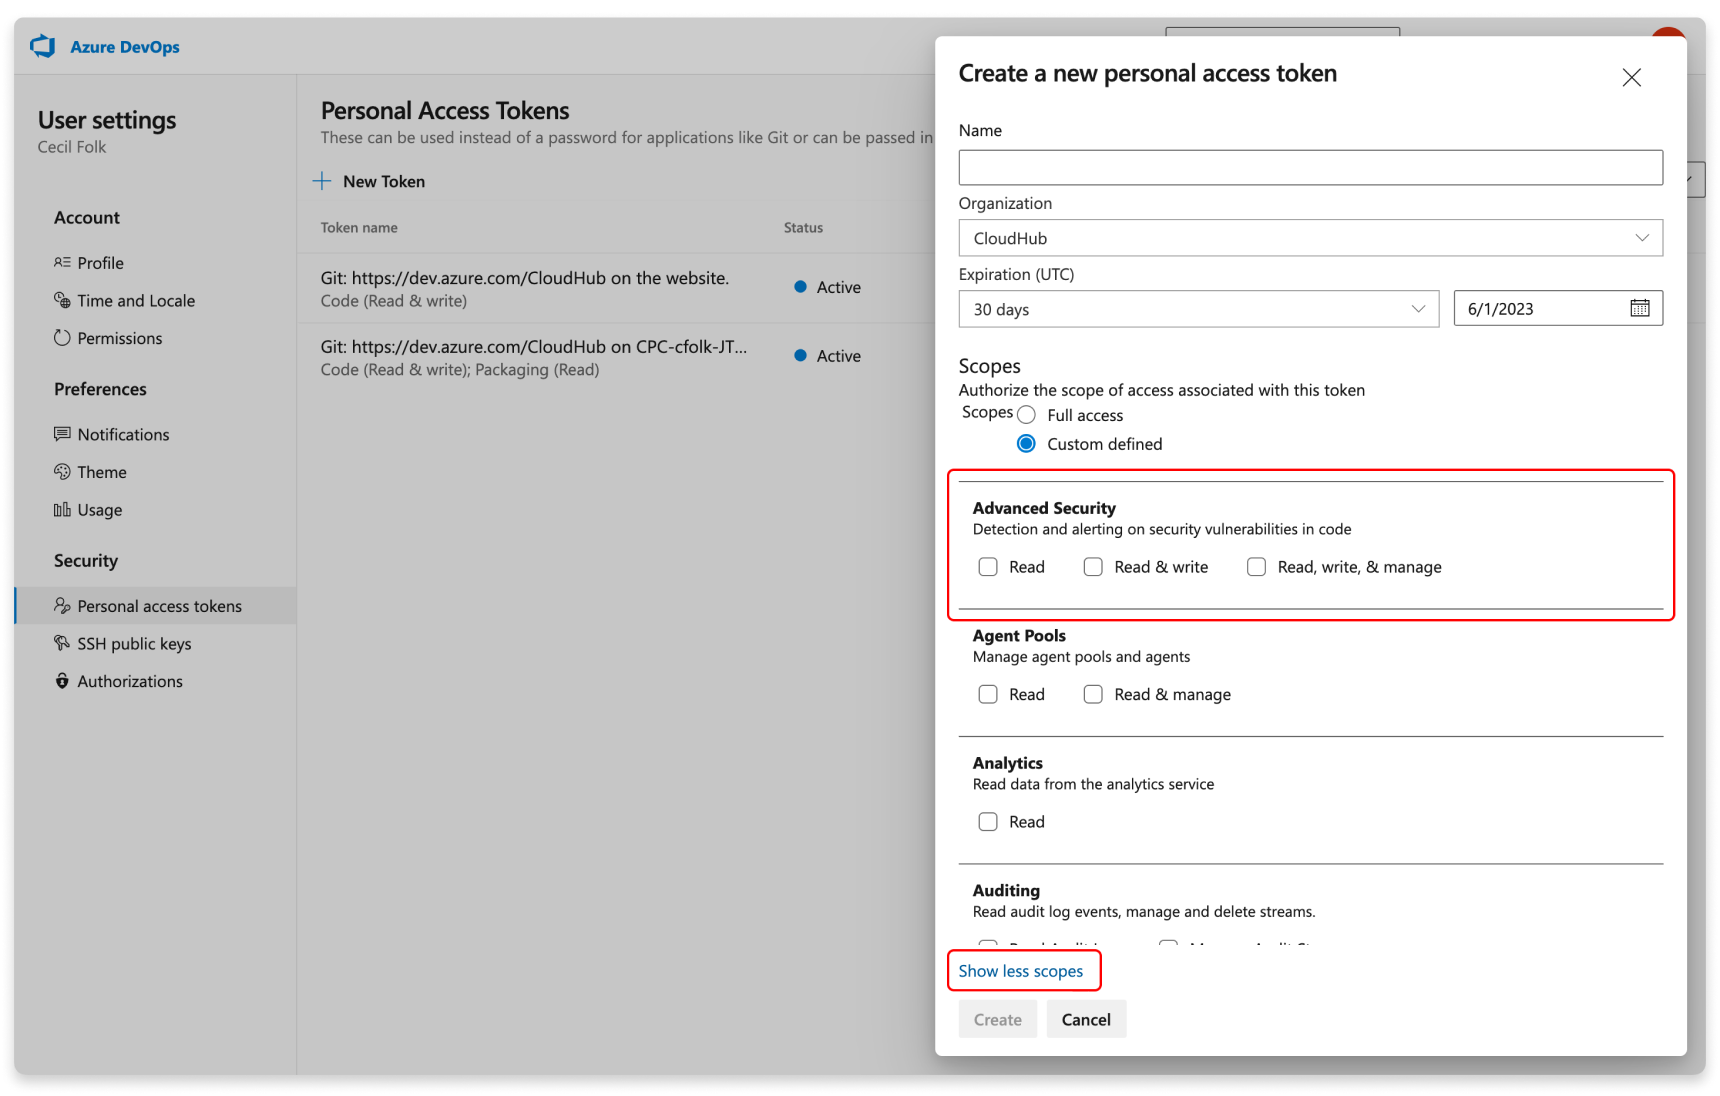 Azure DevOps
User settings
Cecil Folk
Account
Profile
Time and Locale
Permissions
Preferences
Notifications
Theme
Usage
Security
Personal access tokens
SSH public keys
Authorizations
Personal Access Tokens
These can be used instead of a password for applications like Git or can be passed in
New Token
Token name Status
Git: https://dev.azure.com/CloudHub on the website. Active
Code (Read & write)
Git: https://dev.azure.com/CloudHub on CPC-cfolk-JT... Active
Code (Read & write); Packaging (Read)
Create a new personal access token
Name
Organization
CloudHub
Expiration (UTC)
30 days 6/1/2023
Scopes
Authorize the scope of access associated with this token
Scopes Full access
Custom defined
Advanced Security
Detection and alerting on security vulnerabilities in code
Read Read & write Read, write, & manage
Agent Pools
Manage agent pools and agents
Read Read & manage
Analytics
Read data from the analytics service
Read
Auditing
Read audit log events, manage and delete streams.
Show less scopes
Create Cancel